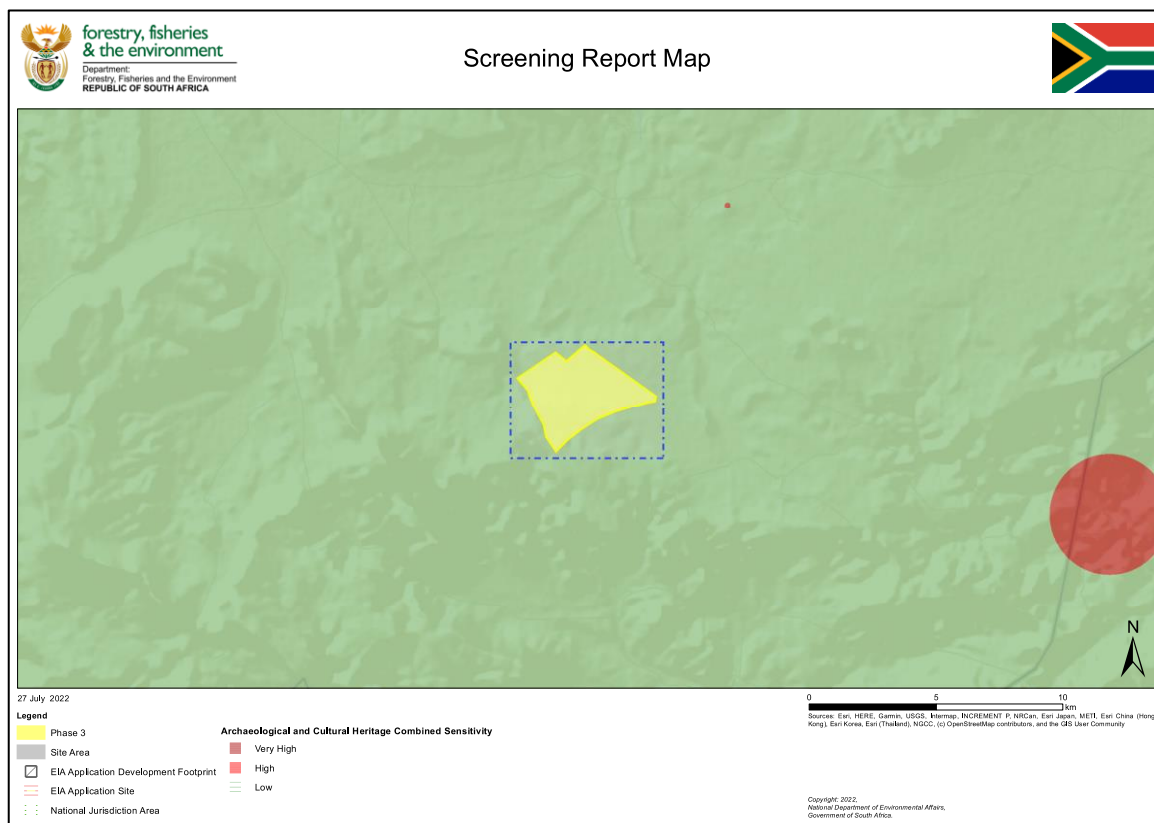 forestry, fisheries
& the environment
Department:
Forestry, Fisheries and the Environment
REPUBLIC OF SOUTH AFRICA
Screening Report Map
N
27 July 2022
0 5 10
km
Sources: Esri, HERE, Garmin, USGS, Intermap, INCREMENT P, NRCan, Esri Japan, METI, Esri China (Hong
Kong), Esri Korea, Esri (Thailand), NGCC, (c) OpenStreetMap contributors, and the GIS User Community
Legend
Phase 3
Site Area
EIA Application Development Footprint
EIA Application Site
National Jurisdiction Area
Archaeological and Cultural Heritage Combined Sensitivity
Very High
High
Low
Copyright: 2022,
National Department of Environmental Affairs,
Government of South Africa.